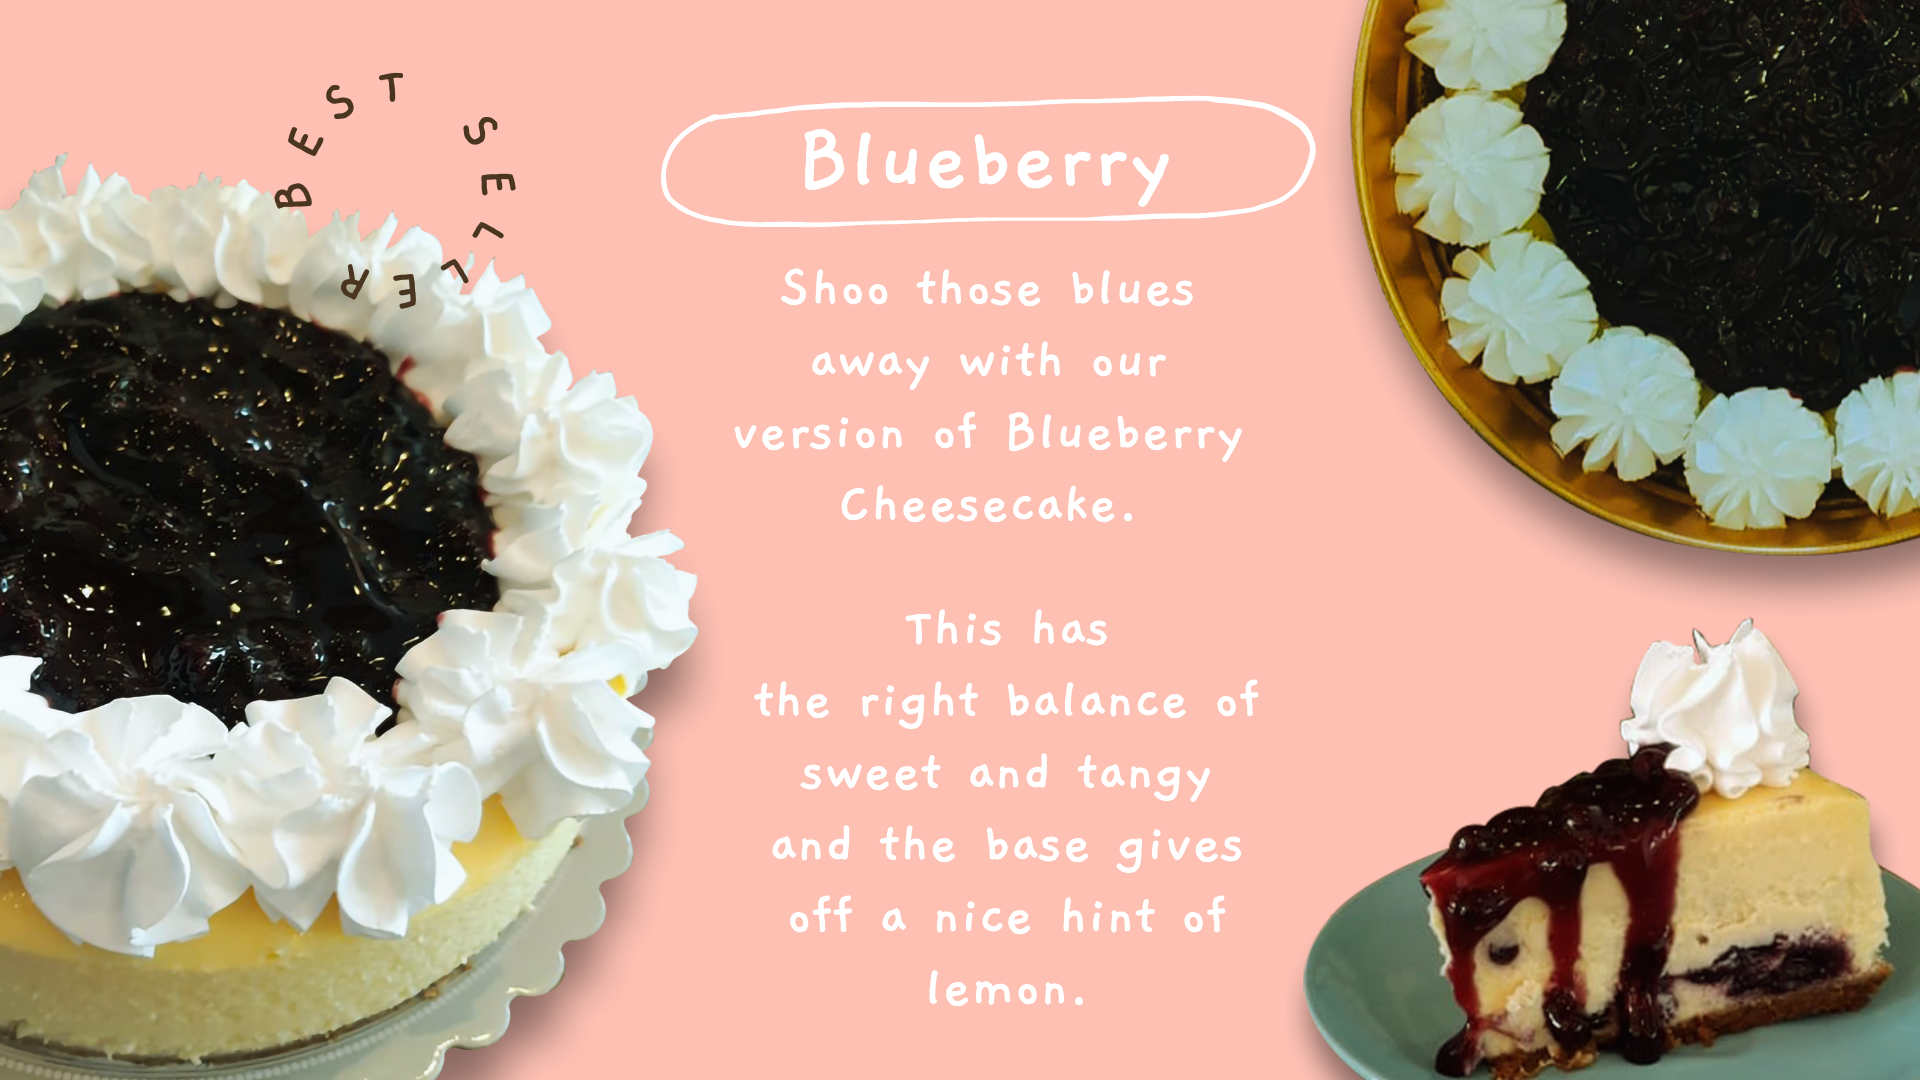 BEST SELLER
Blueberry
Shoo those blues
away with our
version of Blueberry
Cheesecake.
This has
the right balance of
sweet and tangy
and the base gives
off a nice hint of
lemon.